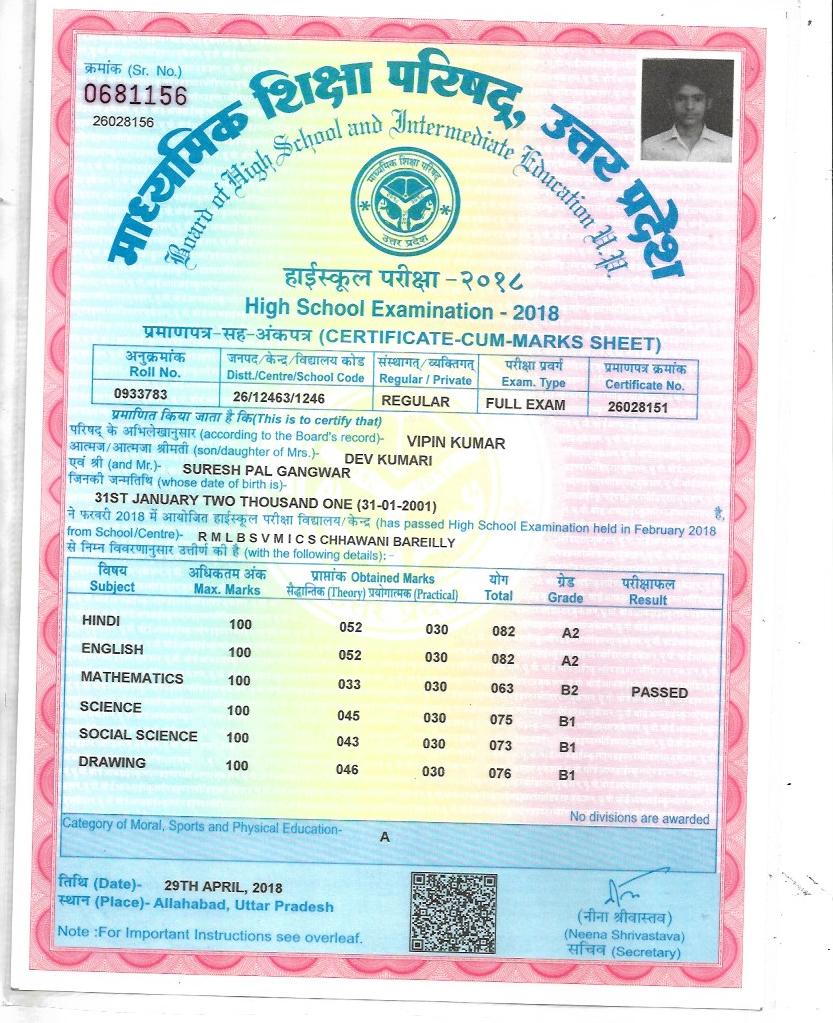 क्रमांक (Sr. No.)
0681156
26028156
माध्यमिक शिक्षा परिषद्, उत्तर प्रदेश
Board of High School and Intermediate Education U.P.
माध्यमिक शिक्षा परिषद्
उत्तर प्रदेश
हाईस्कूल परीक्षा -२०१८
High School Examination - 2018
प्रमाणपत्र-सह-अंकपत्र (CERTIFICATE-CUM-MARKS SHEET)
अनुक्रमांक जनपद/केन्द्र/विद्यालय कोड संस्थागत/व्यक्तिगत परीक्षा प्रवर्ग प्रमाणपत्र क्रमांक
Roll No. Distt./Centre/School Code Regular / Private Exam. Type Certificate No.
0933783 26/12463/1246 REGULAR FULL EXAM 26028151
प्रमाणित किया जाता है कि(This is to certify that)
परिषद् के अभिलेखानुसार (according to the Board's record)- VIPIN KUMAR
आत्मज/आत्मजा श्रीमती (son/daughter of Mrs.)- DEV KUMARI
एवं श्री (and Mr.)- SURESH PAL GANGWAR
जिनकी जन्मतिथि (whose date of birth is)-
31ST JANUARY TWO THOUSAND ONE (31-01-2001) है,
ने फरवरी 2018 में आयोजित हाईस्कूल परीक्षा विद्यालय/केन्द्र (has passed High School Examination held in February 2018
from School/Centre)- R M L B S V M I C S CHHAWANI BAREILLY
से निम्न विवरणानुसार उत्तीर्ण की है (with the following details):-
विषय अधिकतम अंक प्राप्तांक Obtained Marks योग ग्रेड परीक्षाफल
Subject Max. Marks सैद्धान्तिक (Theory) प्रयोगात्मक (Practical) Total Grade Result
HINDI 100 052 030 082 A2
ENGLISH 100 052 030 082 A2
MATHEMATICS 100 033 030 063 B2 PASSED
SCIENCE 100 045 030 075 B1
SOCIAL SCIENCE 100 043 030 073 B1
DRAWING 100 046 030 076 B1
No divisions are awarded
Category of Moral, Sports and Physical Education- A
तिथि (Date)- 29TH APRIL, 2018
स्थान (Place)- Allahabad, Uttar Pradesh
Note :For Important Instructions see overleaf.
(नीना श्रीवास्तव)
(Neena Shrivastava)
सचिव (Secretary)